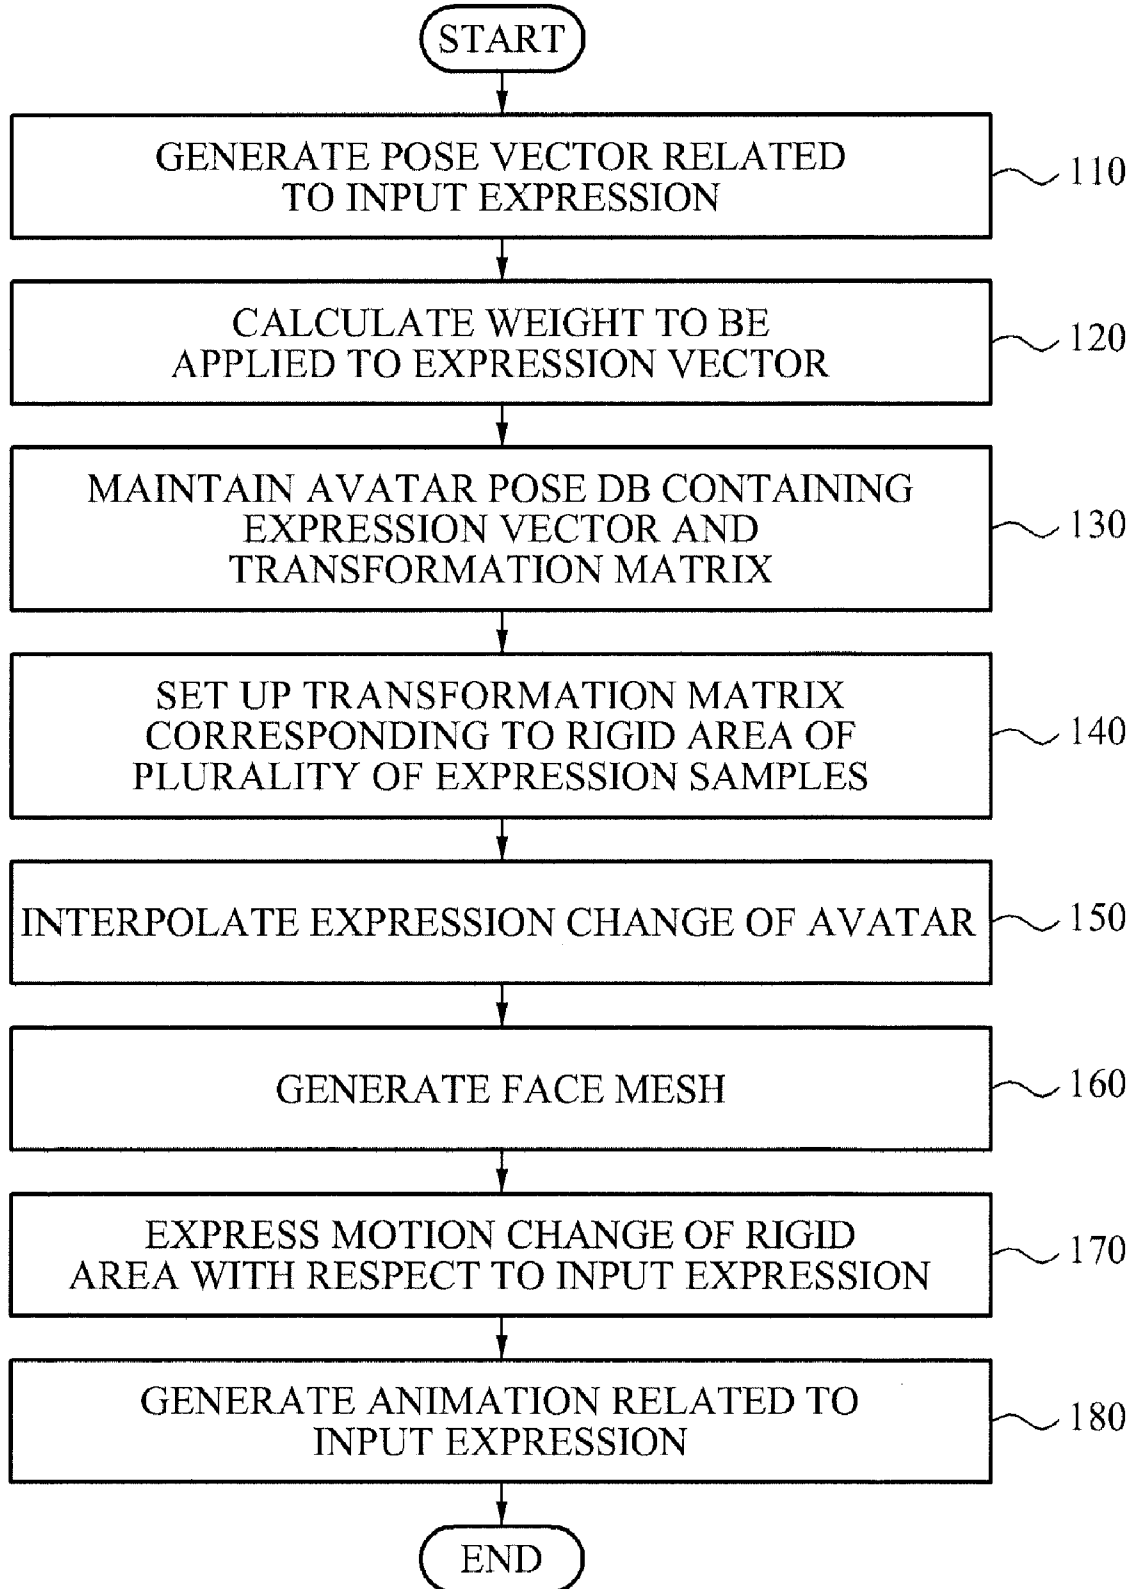 START
GENERATE POSE VECTOR RELATED
TO INPUT EXPRESSION
110
CALCULATE WEIGHT TO BE
APPLIED TO EXPRESSION VECTOR
120
MAINTAIN AVATAR POSE DB CONTAINING
EXPRESSION VECTOR AND
TRANSFORMATION MATRIX
130
SET UP TRANSFORMATION MATRIX
CORRESPONDING TO RIGID AREA OF
PLURALITY OF EXPRESSION SAMPLES
140
INTERPOLATE EXPRESSION CHANGE OF AVATAR
150
GENERATE FACE MESH
160
EXPRESS MOTION CHANGE OF RIGID
AREA WITH RESPECT TO INPUT EXPRESSION
170
GENERATE ANIMATION RELATED TO
INPUT EXPRESSION
180
END